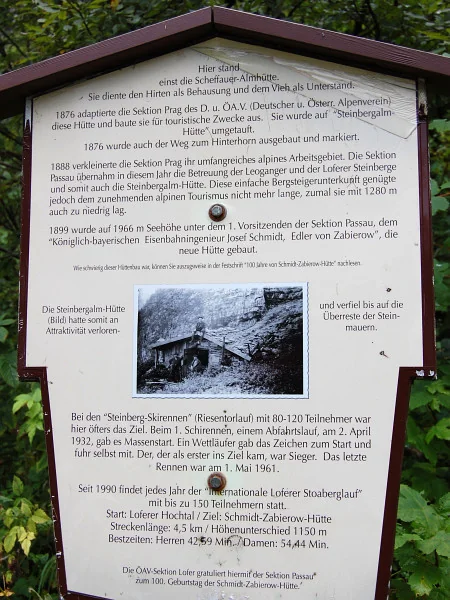 Hier stand
einst die Scheffauer-Almhütte.
Sie diente den Hirten als Behausung und dem Vieh als Unterstand.
1876 adaptierte die Sektion Prag des D. u. ÖA.V. (Deutscher u. Österr. Alpenverein)
diese Hütte und baute sie für touristische Zwecke aus. Sie wurde auf "Steinbergalm-
Hütte" umgetauft.
1876 wurde auch der Weg zum Hinterhorn ausgebaut und markiert.
1888 verkleinerte die Sektion Prag ihr umfangreiches alpines Arbeitsgebiet. Die Sektion
Passau übernahm in diesem Jahr die Betreuung der Leoganger und der Loferer Steinberge
und somit auch die Steinbergalm-Hütte. Diese einfache Bergsteigerunterkunft genügte
jedoch dem zunehmenden alpinen Tourismus nicht mehr lange, zumal sie mit 1280 m
auch zu niedrig lag.
1899 wurde auf 1966 m Seehöhe unter dem 1. Vorsitzenden der Sektion Passau, dem
"Königlich-bayerischen Eisenbahningenieur Josef Schmidt, Edler von Zabierow", die
neue Hütte gebaut.
Wie schwierig dieser Hüttenbau war, können Sie auszugsweise in der Festschrift "100 Jahre von Schmidt-Zabierow-Hütte" nachlesen.
Die Steinbergalm-Hütte
(Bild) hatte somit an
Attraktivität verloren-
und verfiel bis auf die
Überreste der Stein-
mauern.
Bei den "Steinberg-Skirennen" (Riesentorlauf) mit 80-120 Teilnehmer war
hier öfters das Ziel. Beim 1. Schirennen, einem Abfahrtslauf, am 2. April
1932, gab es Massenstart. Ein Wettläufer gab das Zeichen zum Start und
fuhr selbst mit. Der, der als erster ins Ziel kam, war Sieger. Das letzte
Rennen war am 1. Mai 1961.
Seit 1990 findet jedes Jahr der "Internationale Loferer Stoaberglauf"
mit bis zu 150 Teilnehmern statt.
Start: Loferer Hochtal / Ziel: Schmidt-Zabierow-Hütte
Streckenlänge: 4,5 km / Höhenunterschied 1150 m
Bestzeiten: Herren 42,59 Min. / Damen: 54,44 Min.
Die ÖAV-Sektion Lofer gratuliert hiermit der Sektion Passau
zum 100. Geburtstag der Schmidt-Zabierow-Hütte."